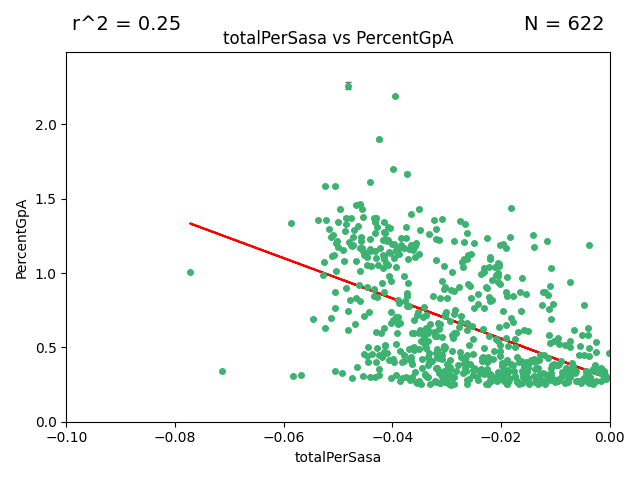 r^2 = 0.25
N = 622
totalPerSasa vs PercentGpA
PercentGpA
2.0
1.5
1.0
0.5
0.0
−0.10
−0.08
−0.06
−0.04
−0.02
0.00
totalPerSasa